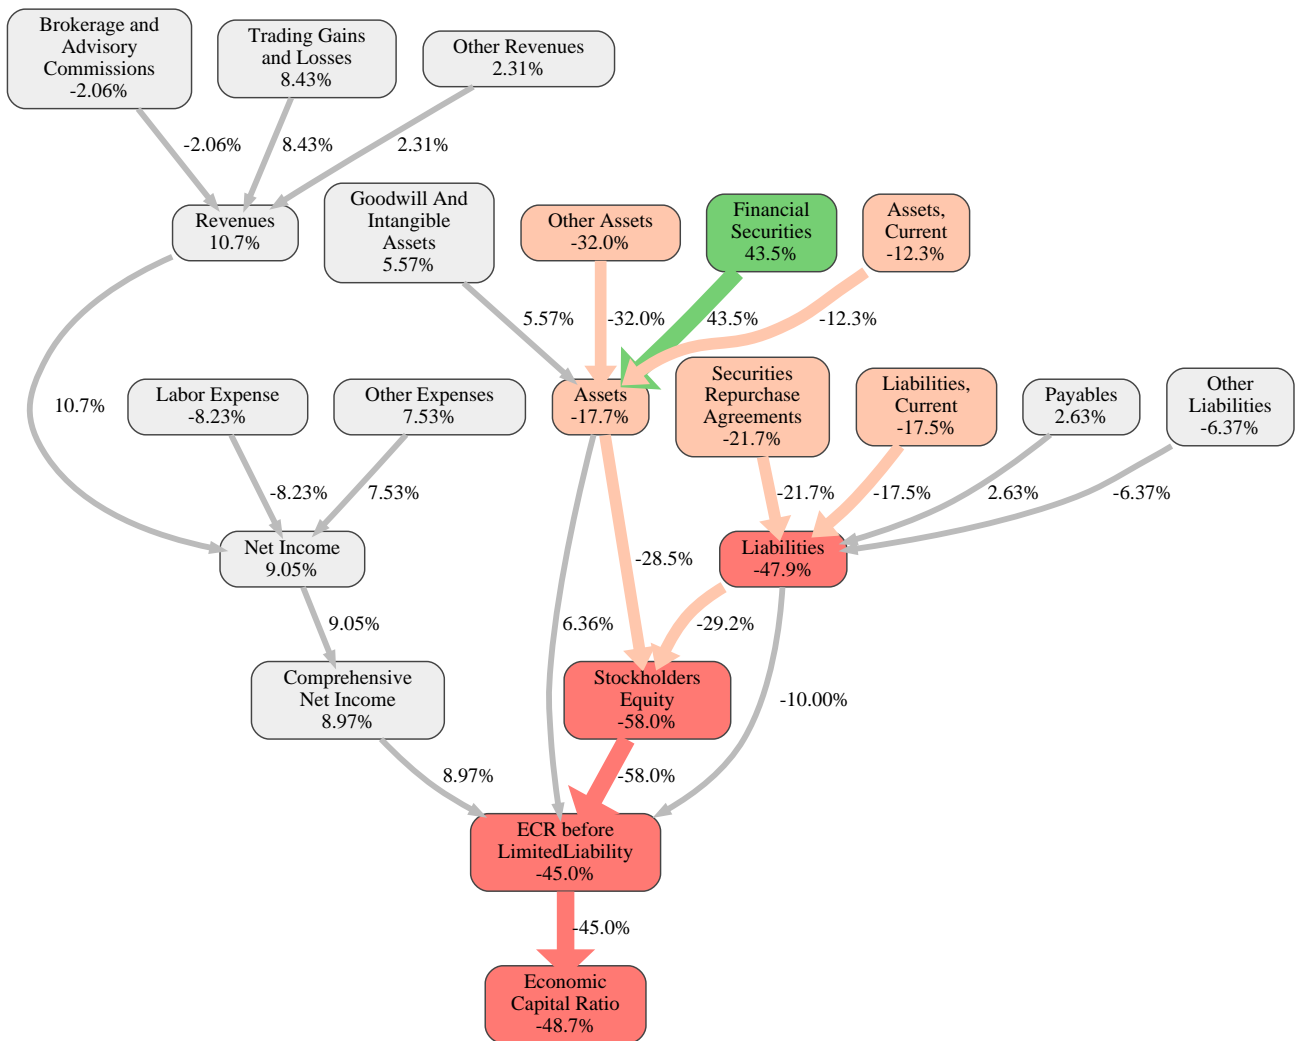 Brokerage and
Advisory
Commissions
-2.06%
Trading Gains
and Losses
8.43%
Other Revenues
2.31%
-2.06%
8.43%
2.31%
Revenues
10.7%
Goodwill And
Intangible
Assets
5.57%
Other Assets
-32.0%
Financial
Securities
43.5%
Assets,
Current
-12.3%
5.57%
-32.0%
43.5%
-12.3%
10.7%
Labor Expense
-8.23%
Other Expenses
7.53%
Assets
-17.7%
Securities
Repurchase
Agreements
-21.7%
Liabilities,
Current
-17.5%
Payables
2.63%
Other
Liabilities
-6.37%
-8.23%
7.53%
-21.7%
-17.5%
2.63%
-6.37%
Net Income
9.05%
-28.5%
Liabilities
-47.9%
9.05%
6.36%
-29.2%
Comprehensive
Net Income
8.97%
Stockholders
Equity
-58.0%
-10.00%
8.97%
-58.0%
ECR before
LimitedLiability
-45.0%
-45.0%
Economic
Capital Ratio
-48.7%